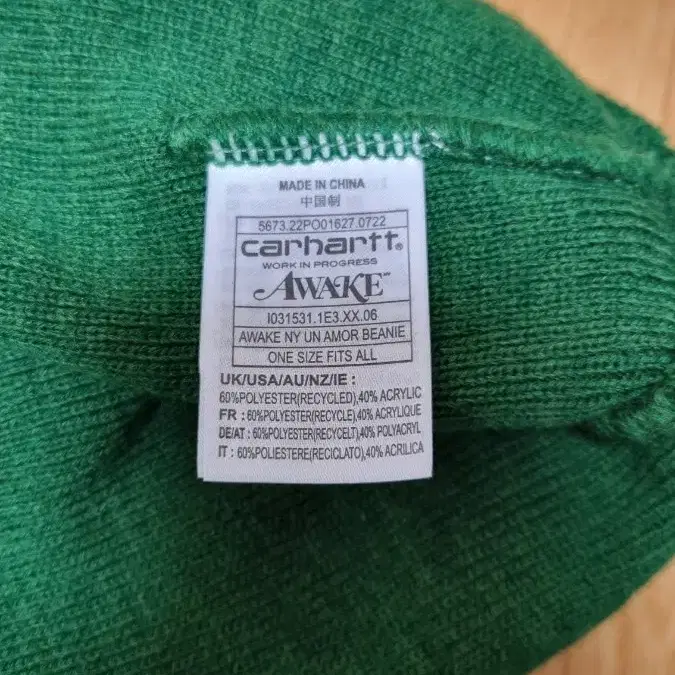 MADE IN CHINA
中国制
5673.22PO01627.0722
carhartt®
WORK IN PROGRESS
AWAKE™
I031531.1E3.XX.06
AWAKE NY UN AMOR BEANIE
ONE SIZE FITS ALL
UK/USA/AU/NZ/IE :
60%POLYESTER(RECYCLED),40% ACRYLIC
FR : 60%POLYESTER(RECYCLE),40% ACRYLIQUE
DE/AT : 60%POLYESTER(RECYCELT),40% POLYACRYL
IT : 60%POLIESTERE(RECICLATO),40% ACRILICA